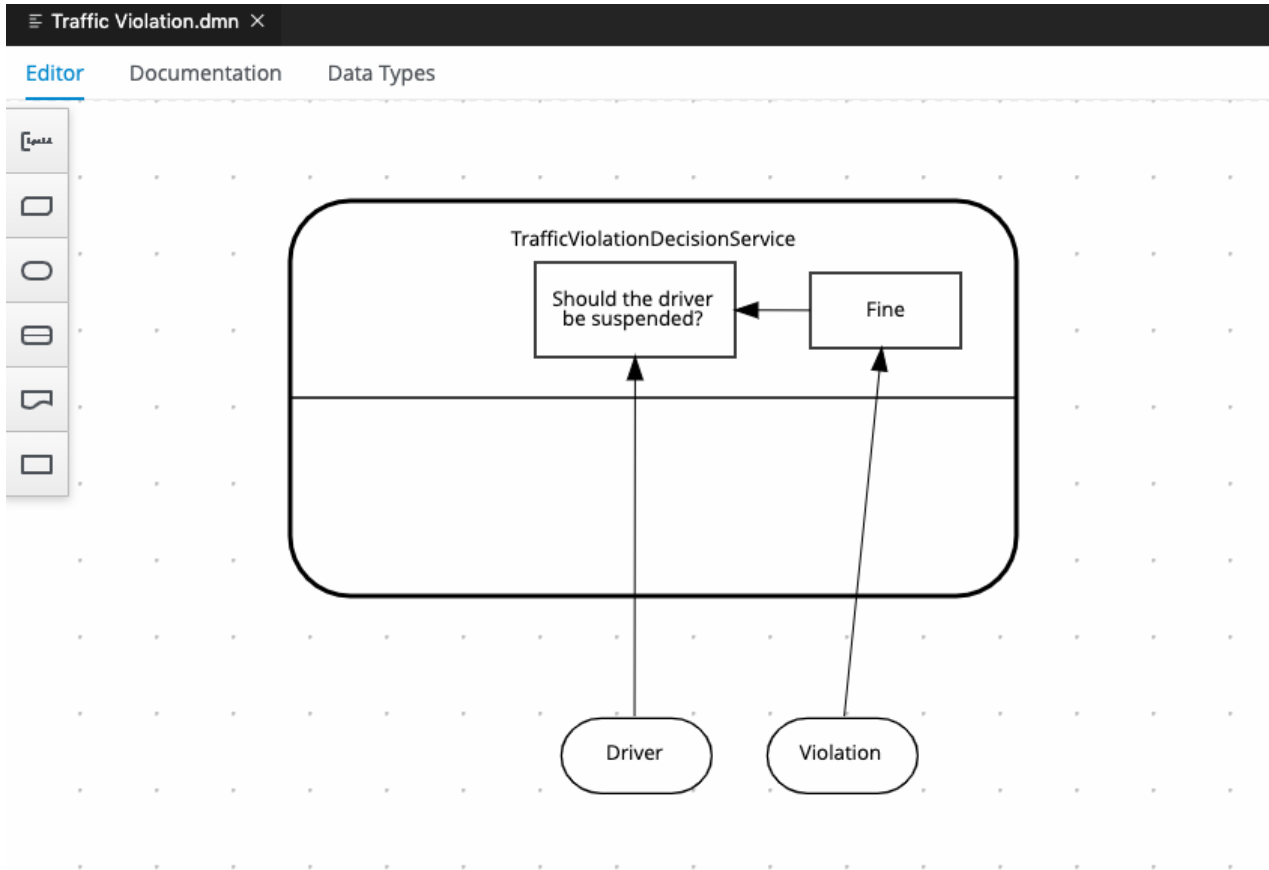 Traffic Violation.dmn
Editor Documentation Data Types
TrafficViolationDecisionService
Should the driver
be suspended?
Fine
Driver
Violation